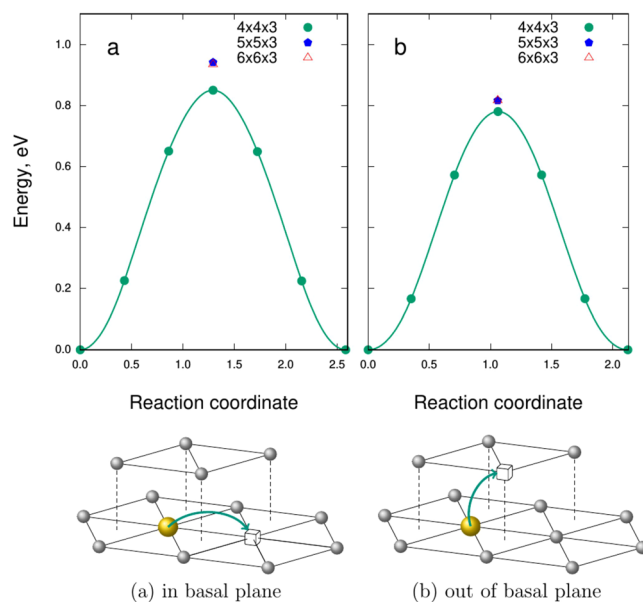 a
4x4x3
5x5x3
6x6x3
b
4x4x3
5x5x3
6x6x3
Energy, eV
1.0
0.8
0.6
0.4
0.2
0.0
0.0 0.5 1.0 1.5 2.0 2.5
0.0 0.5 1.0 1.5 2.0
Reaction coordinate
Reaction coordinate
(a) in basal plane
(b) out of basal plane